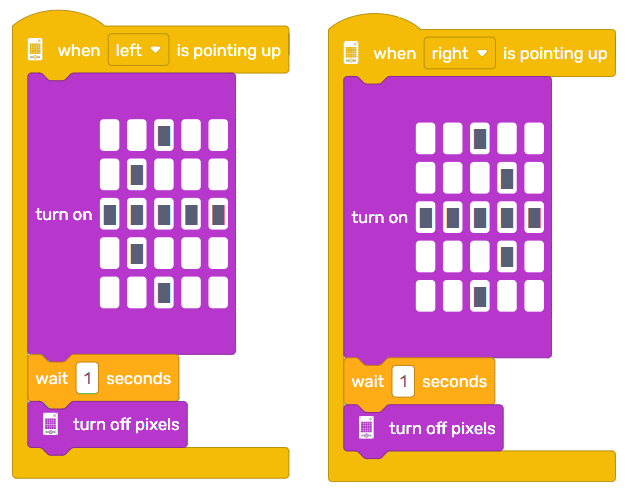 when left is pointing up
turn on
wait 1 seconds
turn off pixels
when right is pointing up
turn on
wait 1 seconds
turn off pixels